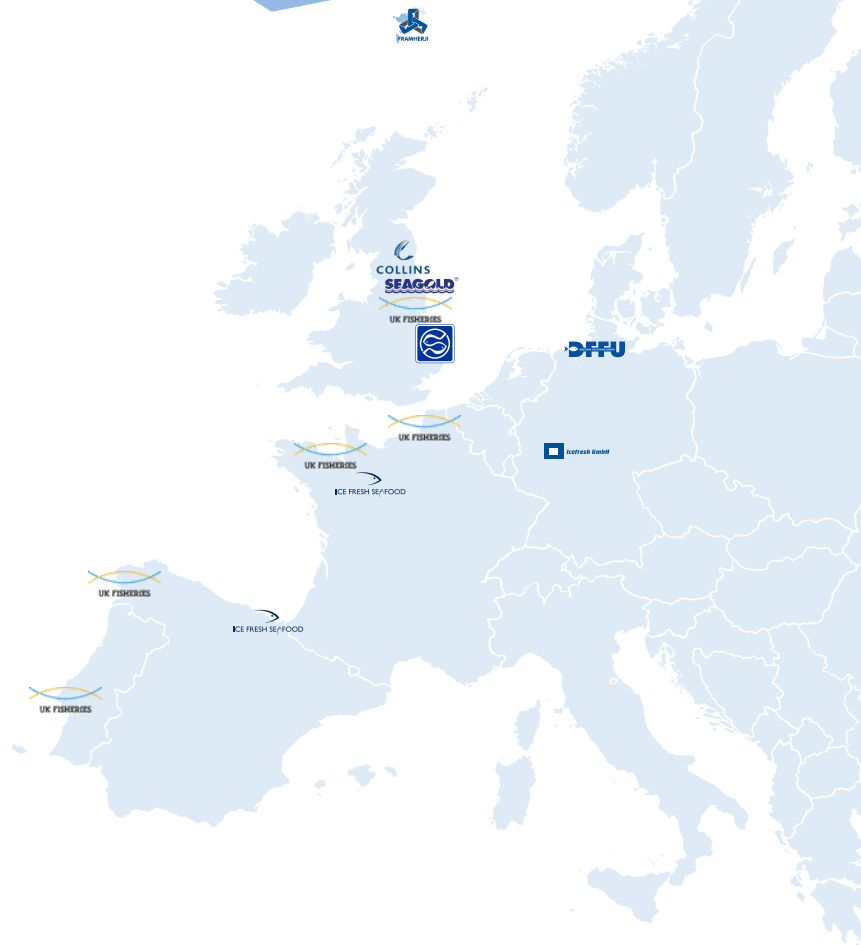 FRAMHERJI
COLLINS
SEAGOLD®
UK FISHERIES
DFFU
UK FISHERIES
UK FISHERIES
Icefresh GmbH
ICE FRESH SEAFOOD
UK FISHERIES
ICE FRESH SEAFOOD
UK FISHERIES